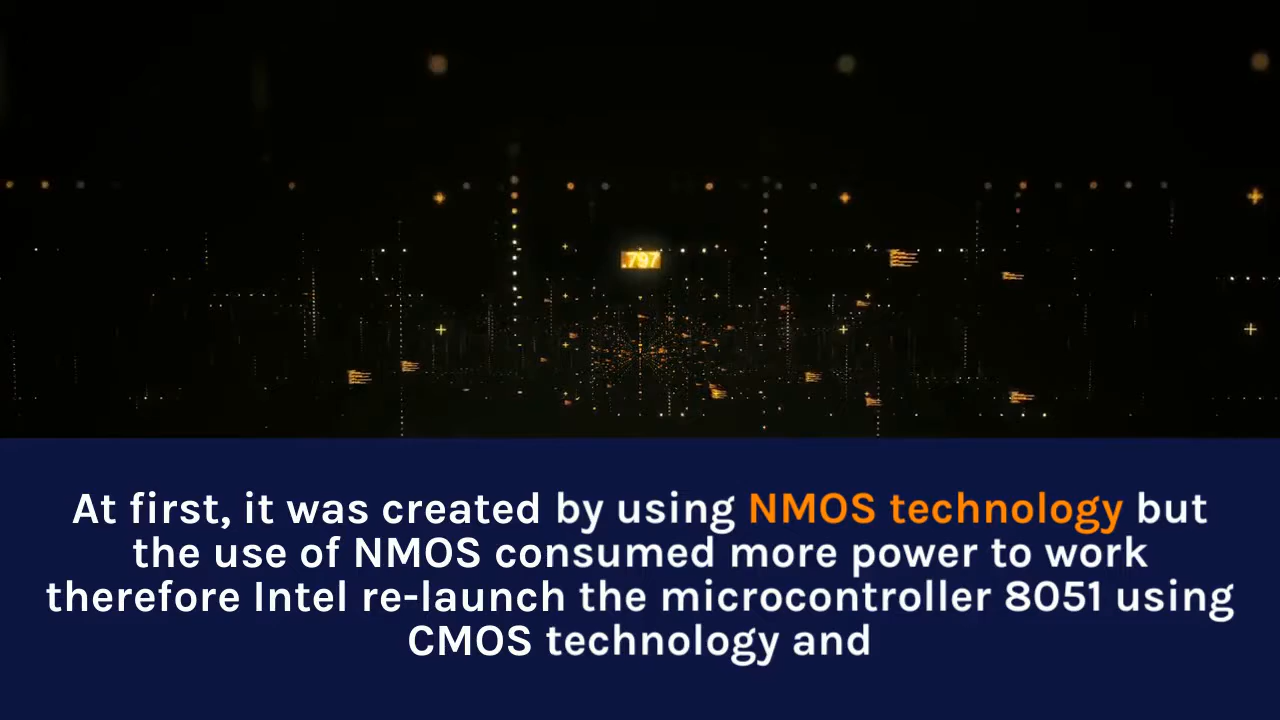 .797
At first, it was created by using NMOS technology but
the use of NMOS consumed more power to work
therefore Intel re-launch the microcontroller 8051 using
CMOS technology and